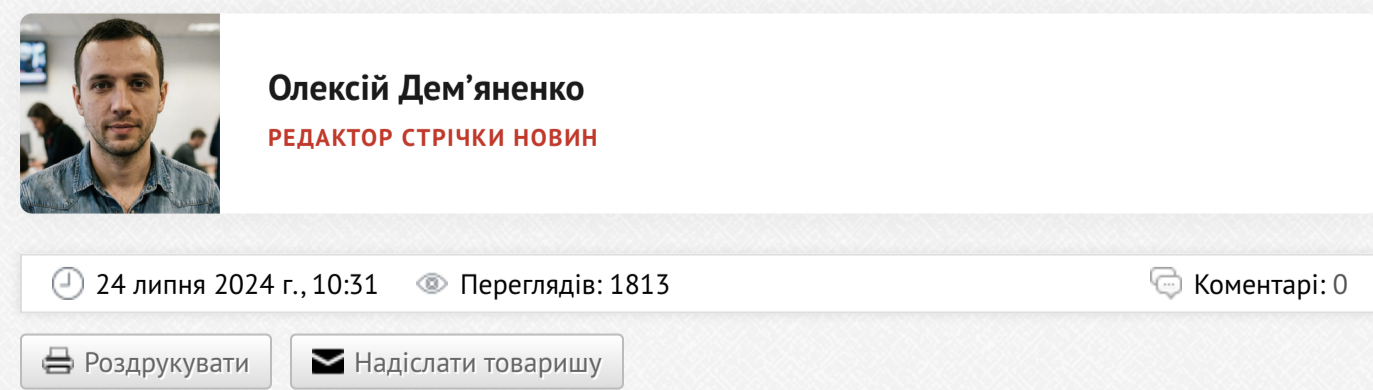 Олексій Дем’яненко
РЕДАКТОР СТРІЧКИ НОВИН
24 липня 2024 г., 10:31 Переглядів: 1813 Коментарі: 0
Роздрукувати Надіслати товаришу